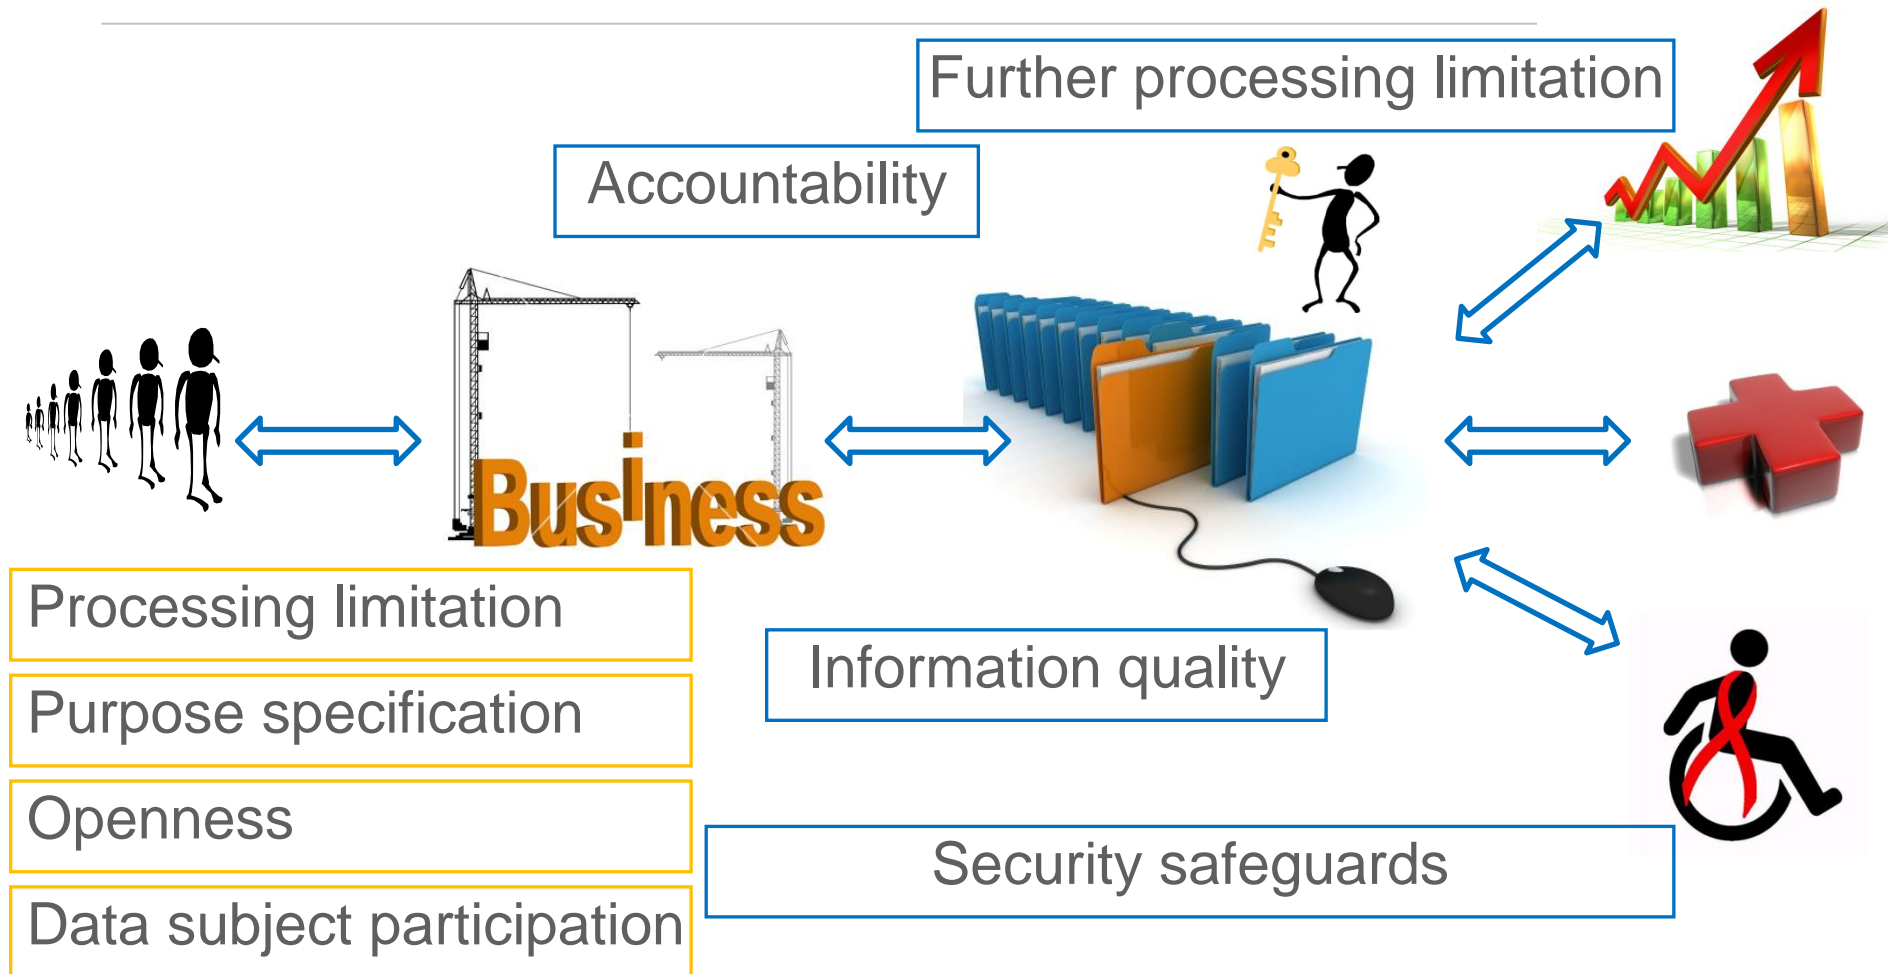 Further processing limitation
Accountability
Business
Processing limitation
Information quality
Purpose specification
Openness
Security safeguards
Data subject participation